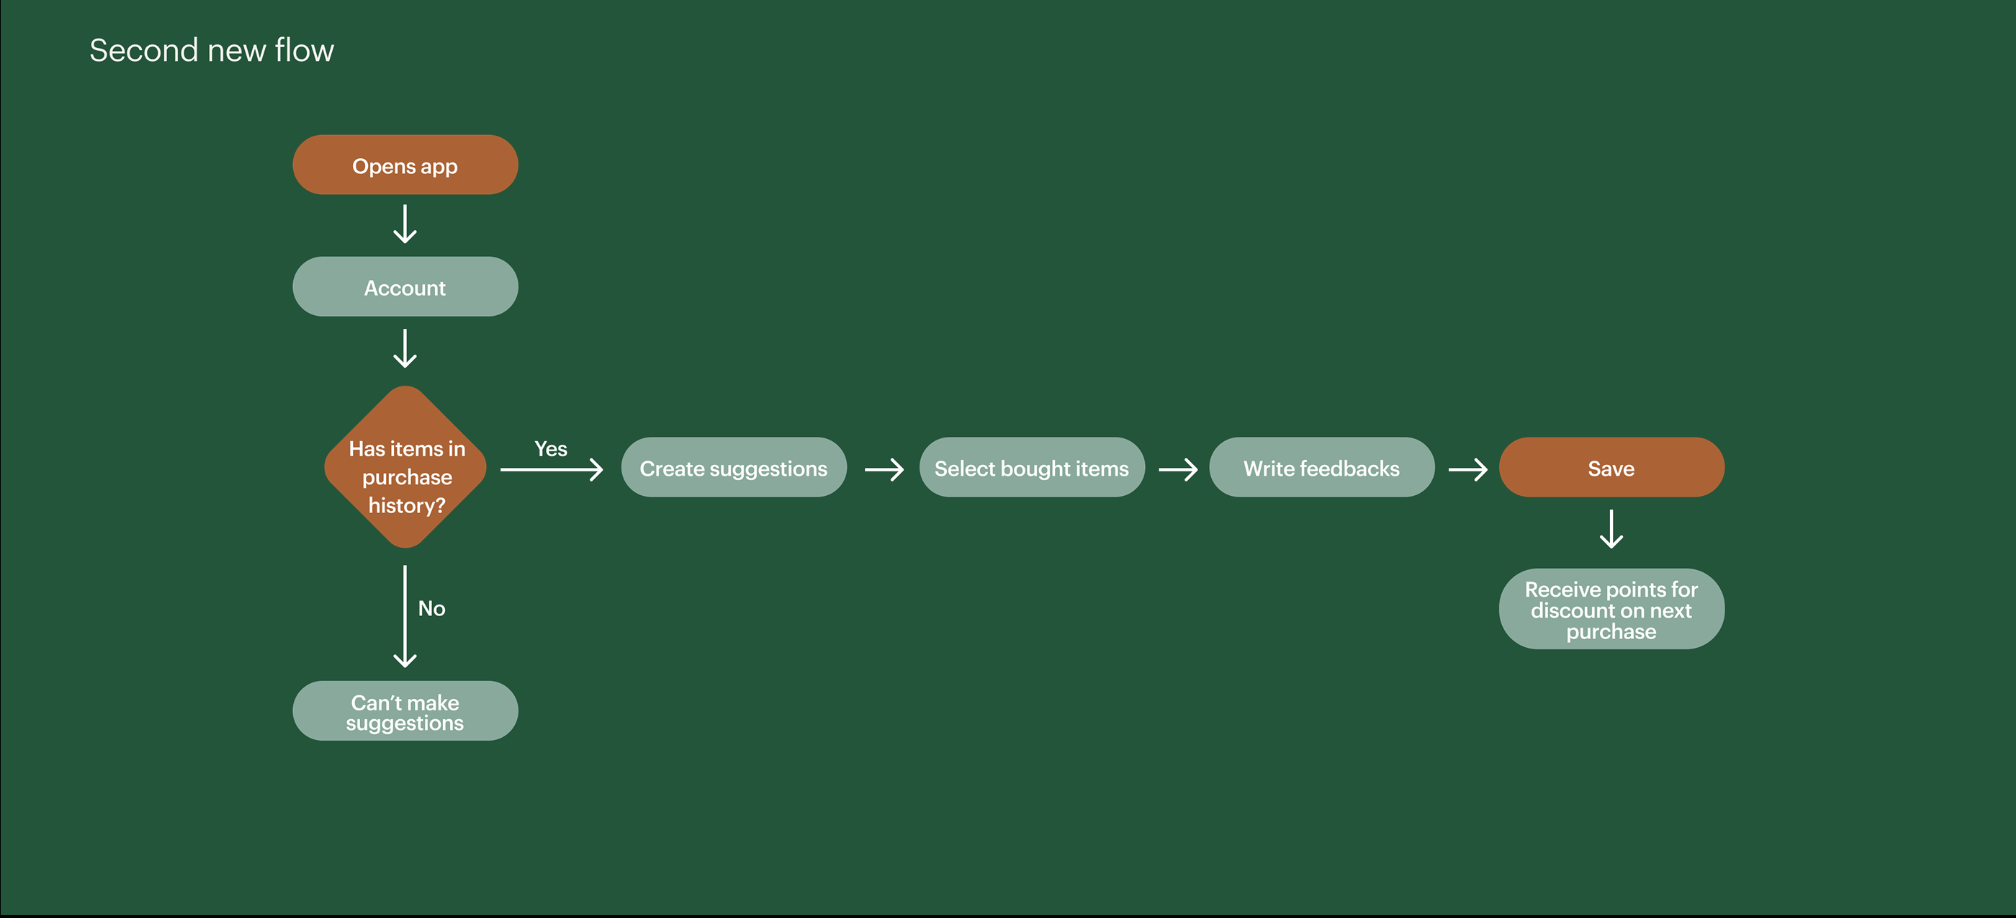 Second new flow
Opens app
Account
Has items in
purchase
history?
Yes
Create suggestions
Select bought items
Write feedbacks
Save
No
Receive points for
discount on next
purchase
Can’t make
suggestions